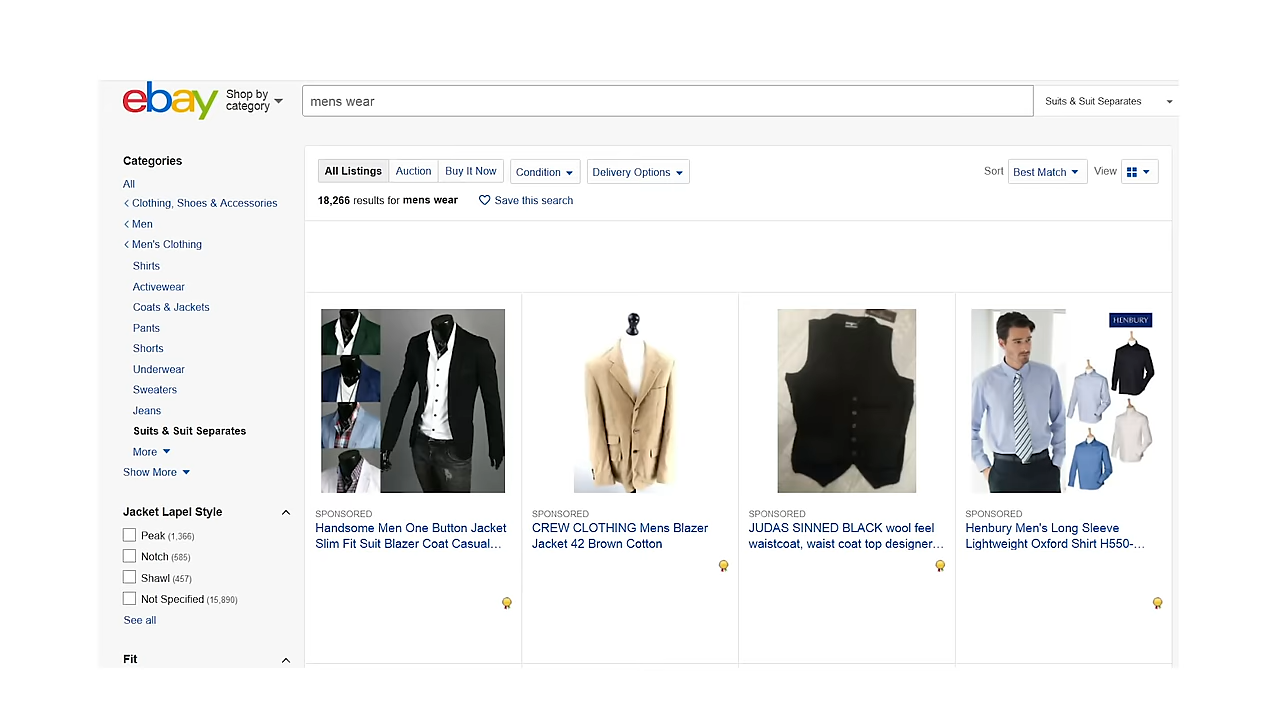 ebay
Shop by
category
mens wear
Suits & Suit Separates
Categories
All
Clothing, Shoes & Accessories
Men
Men's Clothing
Shirts
Activewear
Coats & Jackets
Pants
Shorts
Underwear
Sweaters
Jeans
Suits & Suit Separates
More
Show More
Jacket Lapel Style
Peak (1,366)
Notch (585)
Shawl (457)
Not Specified (15,890)
See all
Fit
All Listings
Auction
Buy It Now
Condition
Delivery Options
Sort
Best Match
View
18,266 results for mens wear
Save this search
SPONSORED
Handsome Men One Button Jacket
Slim Fit Suit Blazer Coat Casual...
SPONSORED
CREW CLOTHING Mens Blazer
Jacket 42 Brown Cotton
SPONSORED
JUDAS SINNED BLACK wool feel
waistcoat, waist coat top designer...
HENBURY
SPONSORED
Henbury Men's Long Sleeve
Lightweight Oxford Shirt H550-...